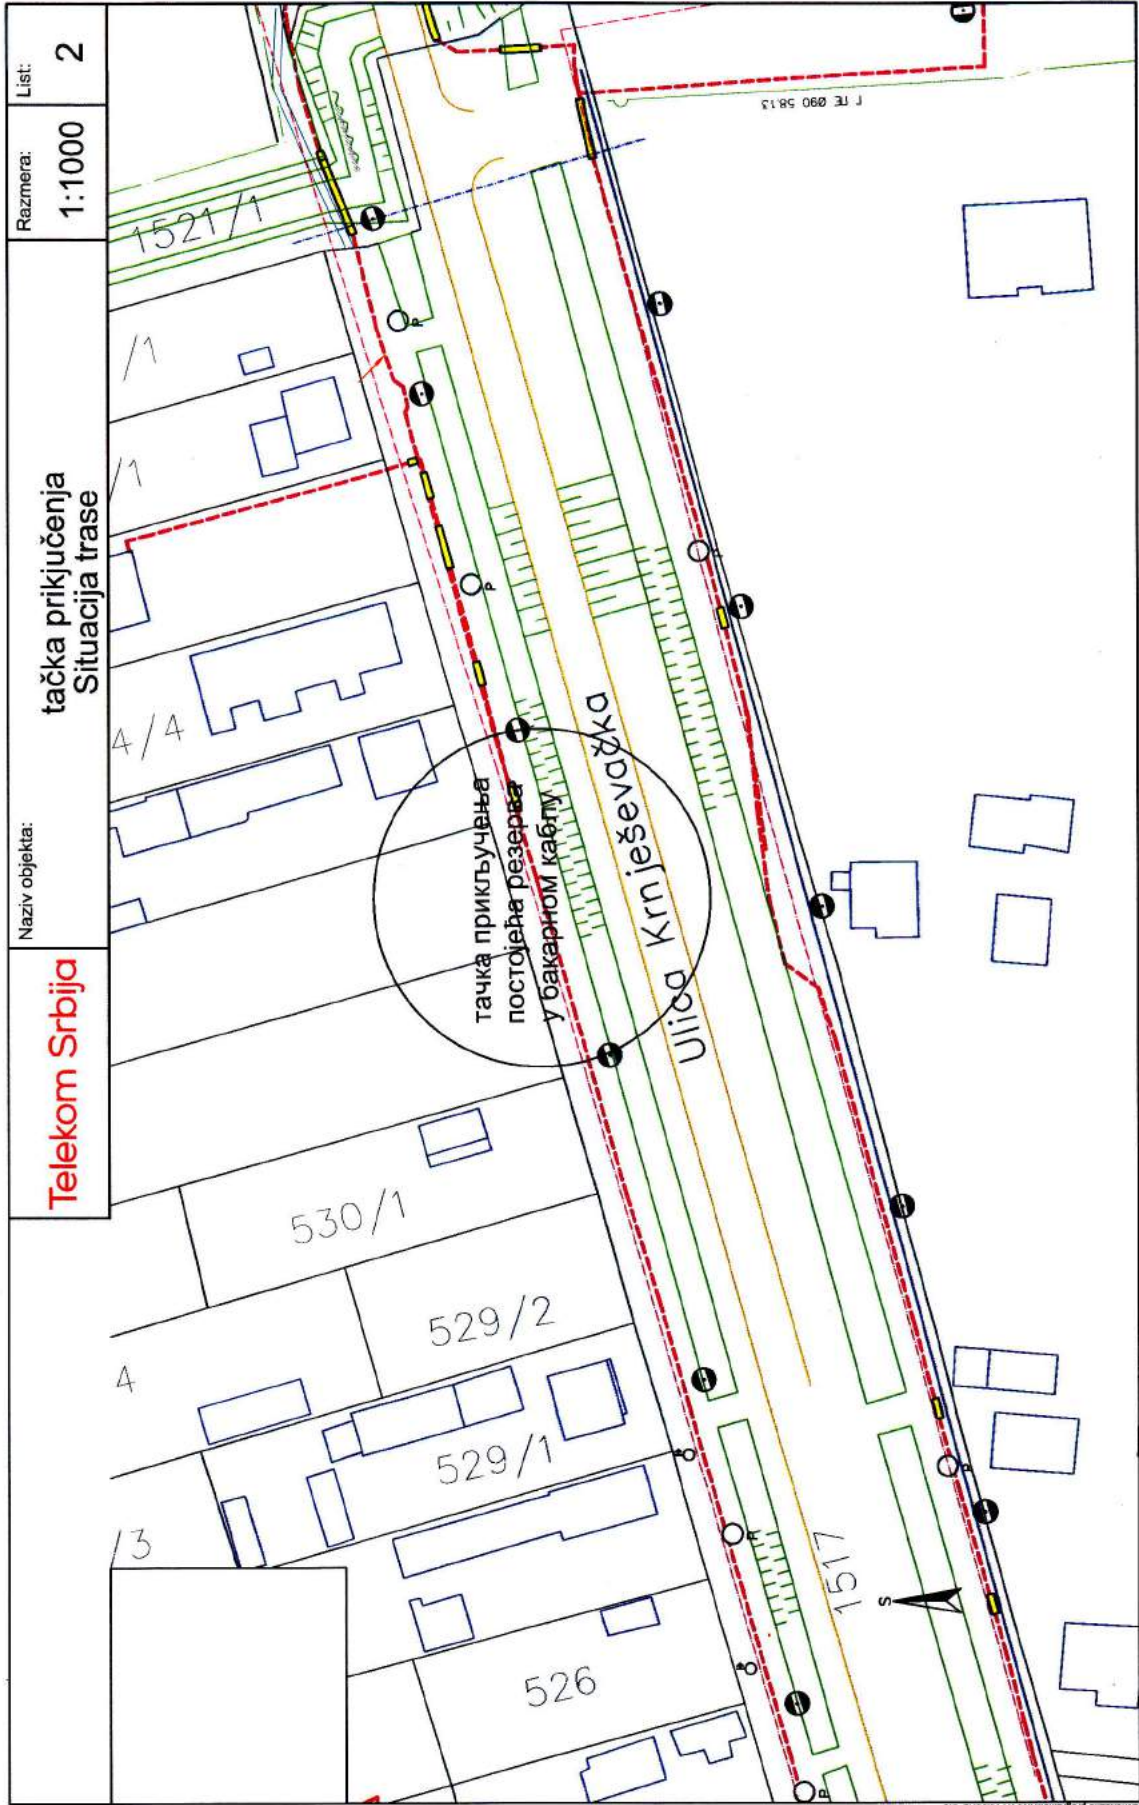 Telekom Srbija
Naziv objekta:
tačka prikjučenja
Situacija trase
Razmera:
1:1000
List:
2
1521/1
/1
/1
4/4
530/1
529/2
4
529/1
/3
526
тачка прикључења
постојећа резерва
у бакарном каблу
Ulica Krnješevačka
1517
S
P
P
P
P
P
P